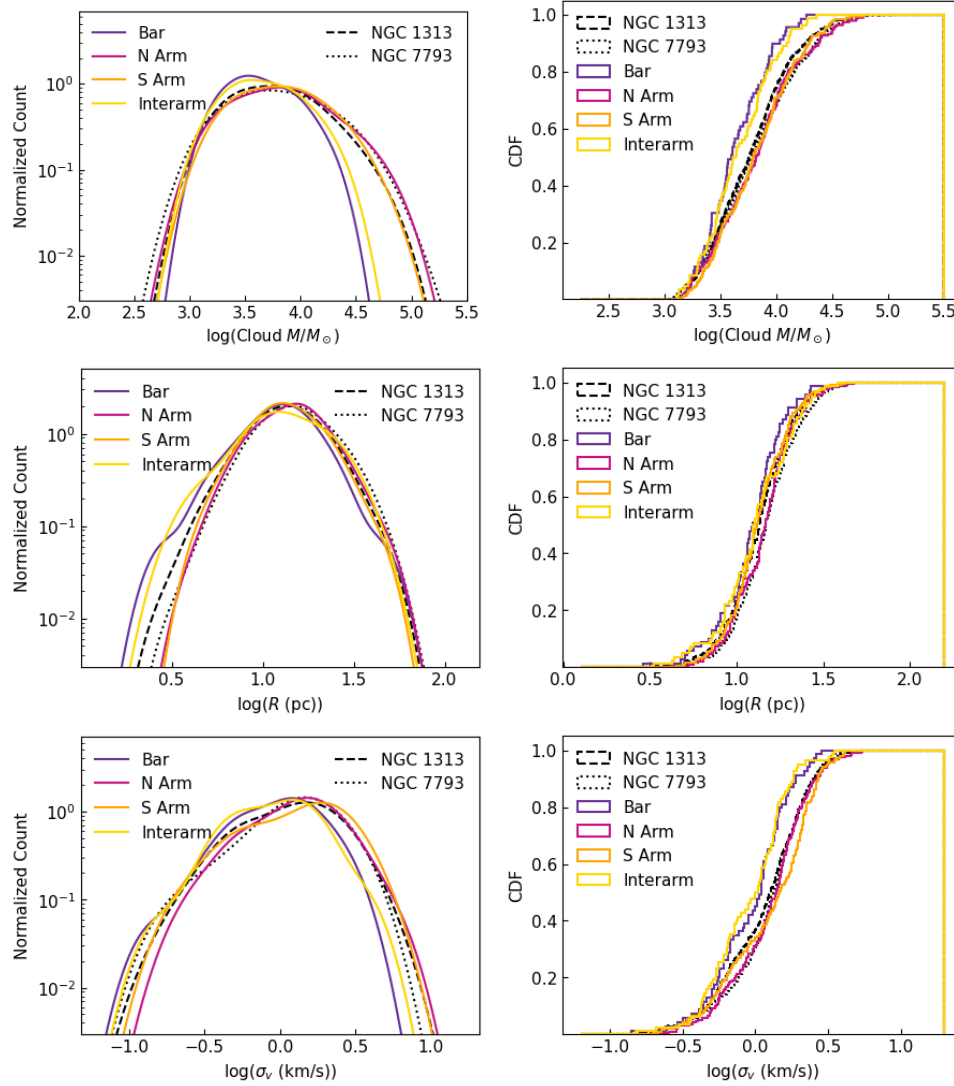 Normalized Count
10⁰
10⁻¹
10⁻²
Bar
N Arm
S Arm
Interarm
NGC 1313
NGC 7793
2.0 2.5 3.0 3.5 4.0 4.5 5.0 5.5
log(Cloud M/M⊙)
CDF
1.0
0.8
0.6
0.4
0.2
NGC 1313
NGC 7793
Bar
N Arm
S Arm
Interarm
2.5 3.0 3.5 4.0 4.5 5.0 5.5
log(Cloud M/M⊙)
Normalized Count
10⁰
10⁻¹
10⁻²
Bar
N Arm
S Arm
Interarm
NGC 1313
NGC 7793
0.5 1.0 1.5 2.0
log(R (pc))
CDF
1.0
0.8
0.6
0.4
0.2
NGC 1313
NGC 7793
Bar
N Arm
S Arm
Interarm
0.0 0.5 1.0 1.5 2.0
log(R (pc))
Normalized Count
10⁰
10⁻¹
10⁻²
Bar
N Arm
S Arm
Interarm
NGC 1313
NGC 7793
−1.0 −0.5 0.0 0.5 1.0
log(σᵥ (km/s))
CDF
1.0
0.8
0.6
0.4
0.2
NGC 1313
NGC 7793
Bar
N Arm
S Arm
Interarm
−1.0 −0.5 0.0 0.5 1.0
log(σᵥ (km/s))